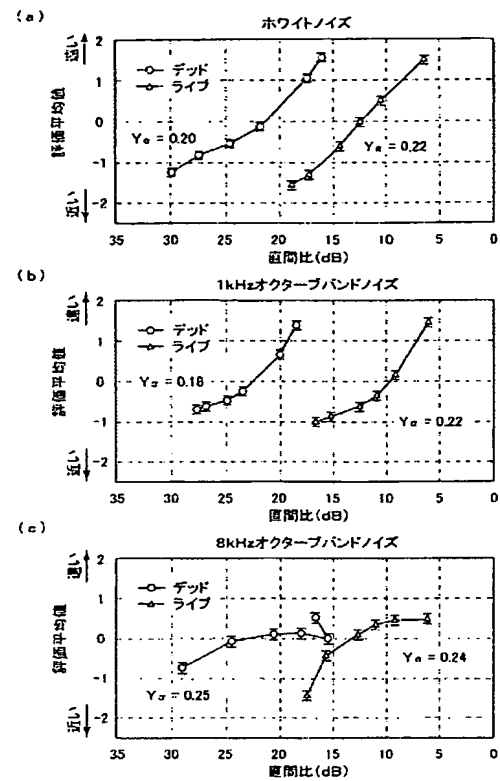 (a)
ホワイトノイズ
遠い
評価平均値
近い
2
1
0
-1
-2
デッド
ライブ
Yα = 0.20
Yα = 0.22
35 30 25 20 15 10 5 0
直間比(dB)
(b)
1kHzオクターブバンドノイズ
遠い
評価平均値
近い
2
1
0
-1
-2
デッド
ライブ
Yσ = 0.18
Yα = 0.22
35 30 25 20 15 10 5 0
直間比(dB)
(c)
8kHzオクターブバンドノイズ
遠い
評価平均値
近い
2
1
0
-1
-2
デッド
ライブ
Yσ = 0.25
Yα = 0.24
35 30 25 20 15 10 5 0
直間比(dB)